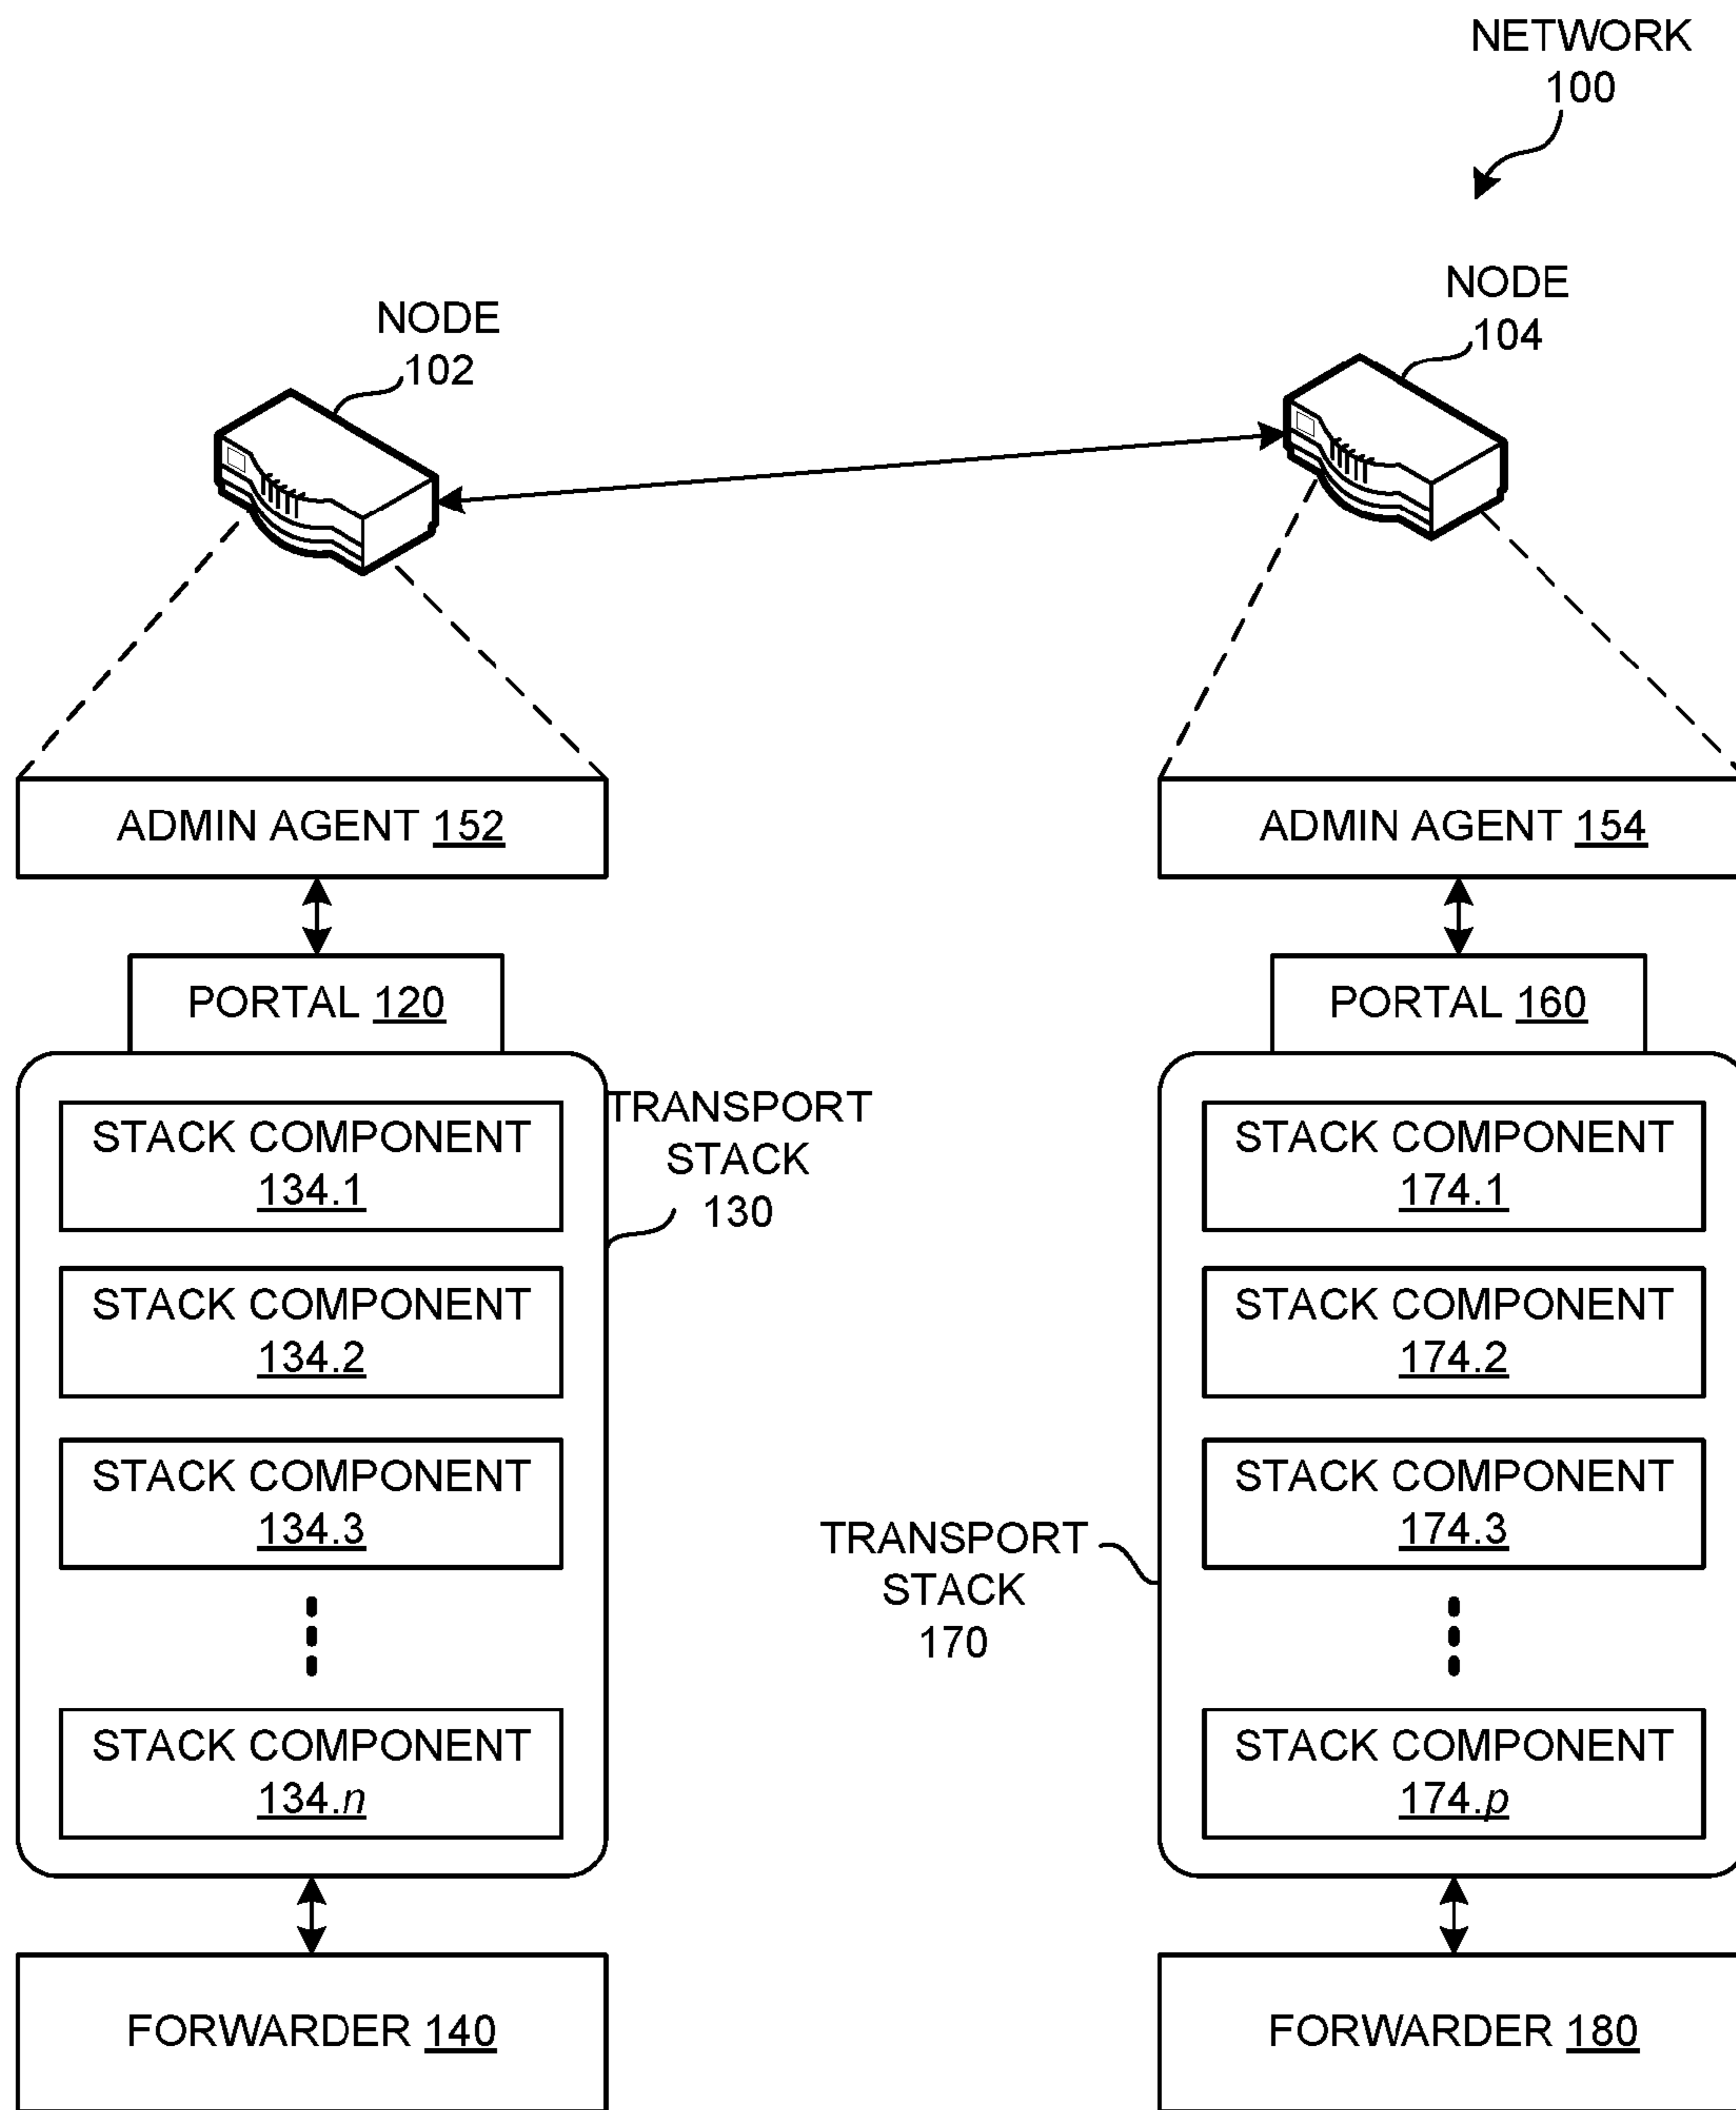 NETWORK
100
NODE
104
NODE
102
ADMIN AGENT 152
PORTAL 120
TRANSPORT
STACK
130
STACK COMPONENT
134.1
STACK COMPONENT
134.2
STACK COMPONENT
134.3
STACK COMPONENT
134.n
FORWARDER 140
ADMIN AGENT 154
PORTAL 160
STACK COMPONENT
174.1
STACK COMPONENT
174.2
STACK COMPONENT
174.3
TRANSPORT
STACK
170
STACK COMPONENT
174.p
FORWARDER 180